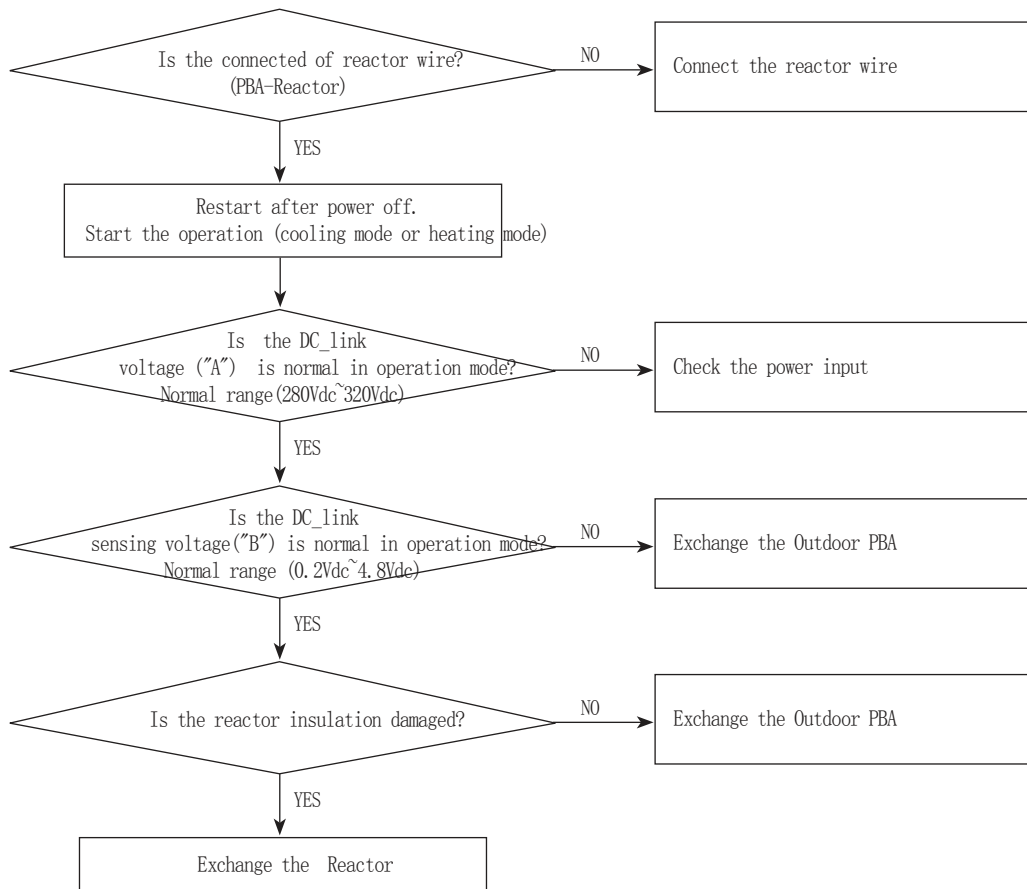 Is the connected of reactor wire?
(PBA-Reactor)
NO
Connect the reactor wire
YES
Restart after power off.
Start the operation (cooling mode or heating mode)
Is the DC_link
voltage ("A") is normal in operation mode?
Normal range(280Vdc~320Vdc)
NO
Check the power input
YES
Is the DC_link
sensing voltage("B") is normal in operation mode?
Normal range (0.2Vdc~4.8Vdc)
NO
Exchange the Outdoor PBA
YES
Is the reactor insulation damaged?
NO
Exchange the Outdoor PBA
YES
Exchange the Reactor